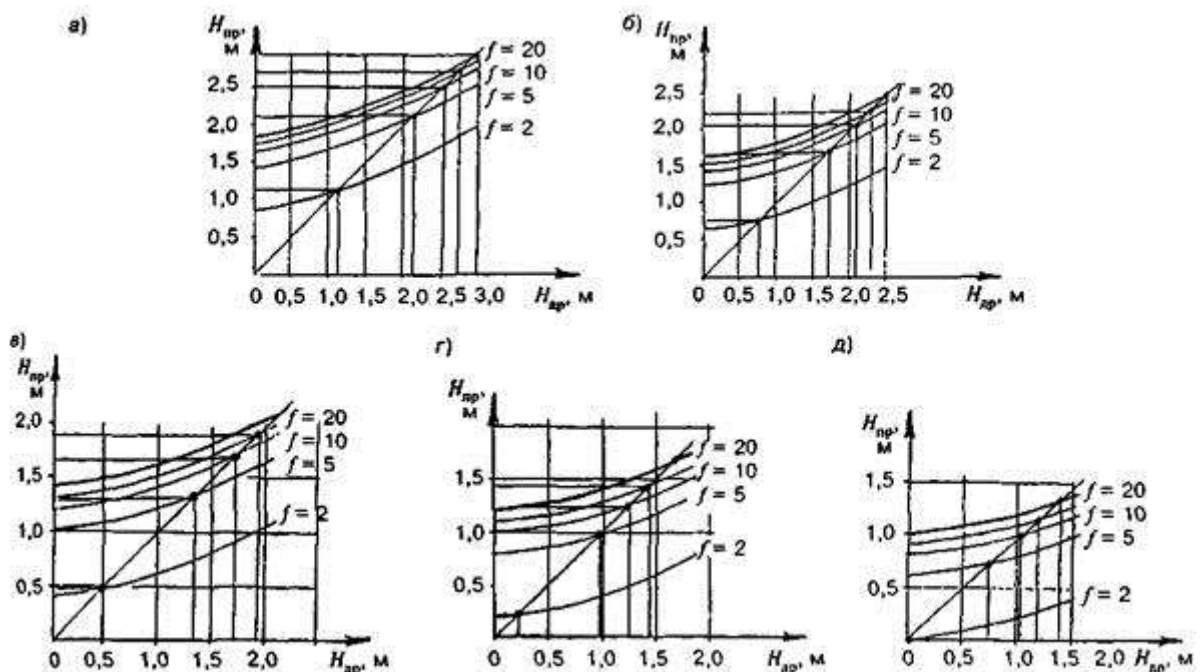 а)
Hпр,
м
2,5
2,0
1,5
1,0
0,5
0 0,5 1,0 1,5 2,0 2,5 3,0 Hдр, м
f = 20
f = 10
f = 5
f = 2
б)
Hпр,
м
2,5
2,0
1,5
1,0
0,5
0 0,5 1,0 1,5 2,0 2,5
Hдр, м
f = 20
f = 10
f = 5
f = 2
в)
Hпр,
м
2,0
1,5
1,0
0,5
0 0,5 1,0 1,5 2,0 Hдр, м
f = 20
f = 10
f = 5
f = 2
г)
Hпр,
м
1,5
1,0
0,5
0 0,5 1,0 1,5 2,0 Hдр, м
f = 20
f = 10
f = 5
f = 2
д)
Hпр,
м
1,5
1,0
0,5
0 0,5 1,0 1,5 Hдр, м
f = 20
f = 10
f = 5
f = 2